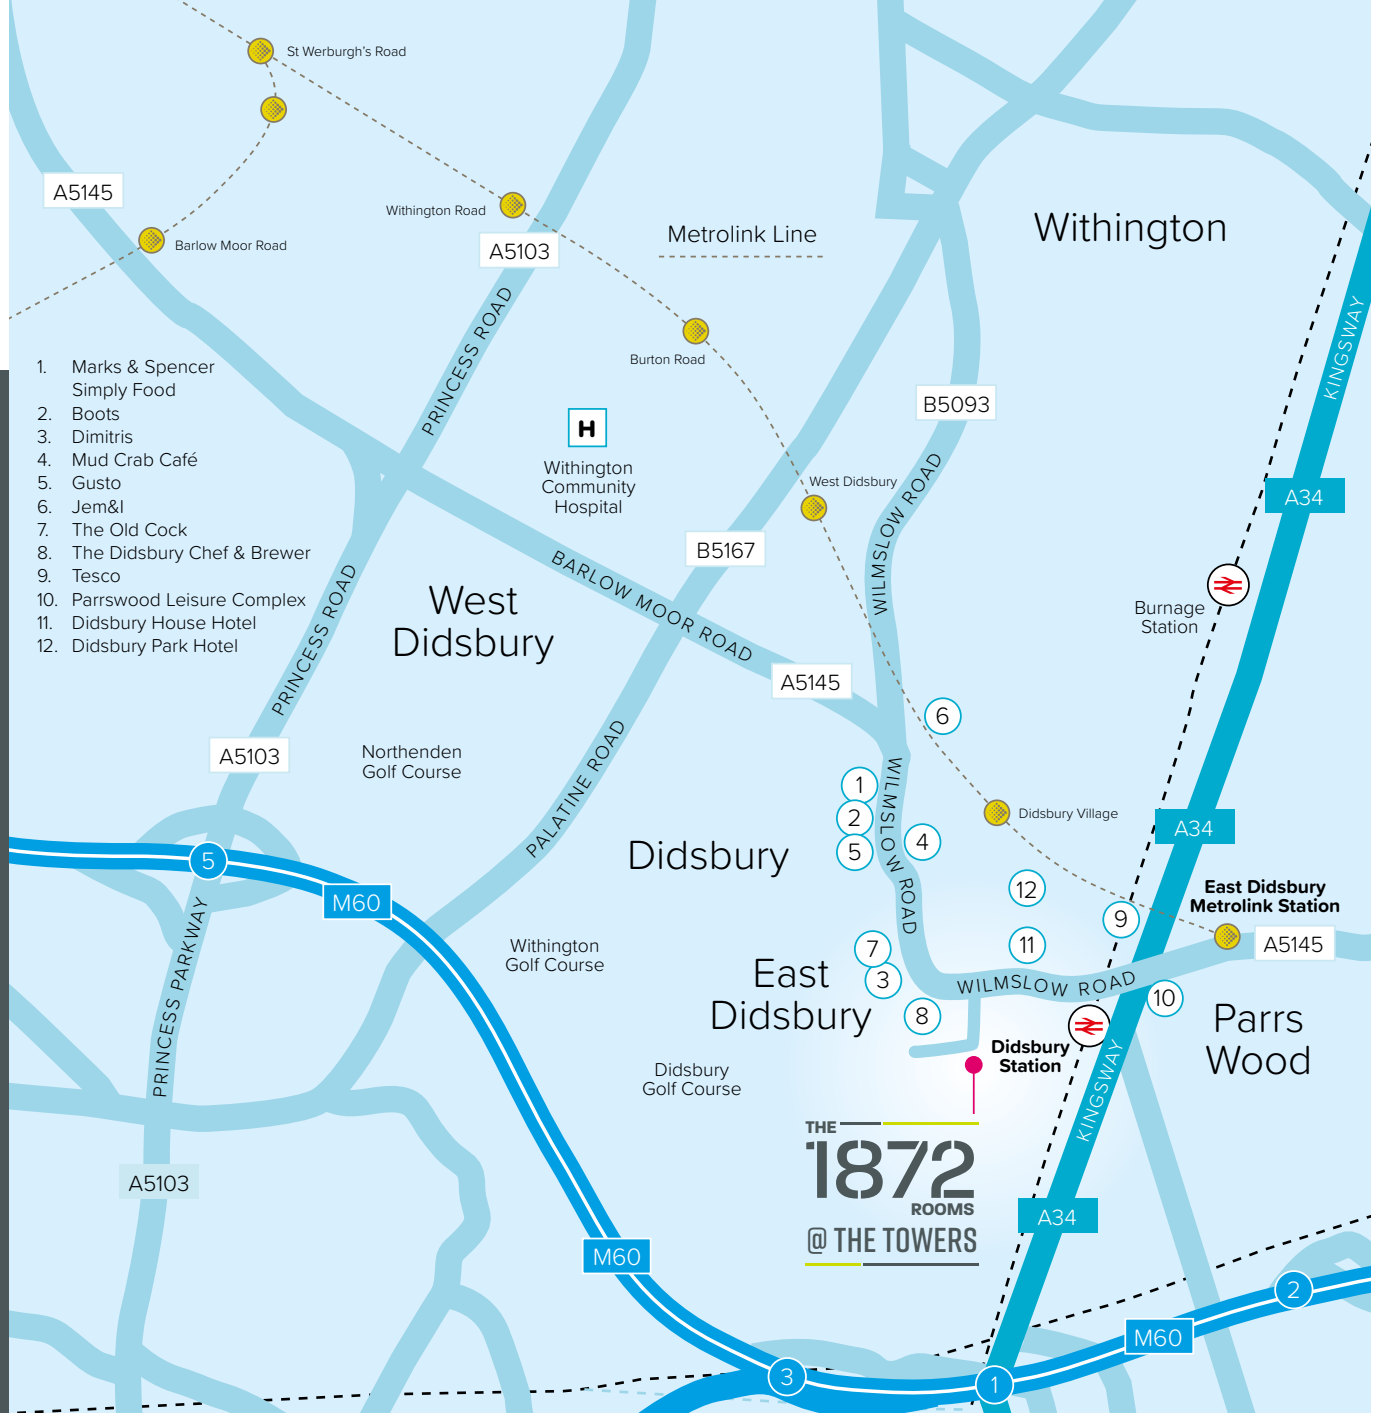 St Werburgh's Road
A5145
Withington Road
Barlow Moor Road
A5103
Metrolink Line
Withington
PRINCESS ROAD
KINGSWAY
Burton Road
1. Marks & Spencer
Simply Food
2. Boots
3. Dimitris
4. Mud Crab Café
5. Gusto
6. Jem&I
7. The Old Cock
8. The Didsbury Chef & Brewer
9. Tesco
10. Parrswood Leisure Complex
11. Didsbury House Hotel
12. Didsbury Park Hotel
B5093
H
Withington
Community
Hospital
West Didsbury
WILMSLOW ROAD
A34
B5167
BARLOW MOOR ROAD
West
Didsbury
PRINCESS ROAD
Burnage
Station
A5145
6
A5103
Northenden
Golf Course
PALATINE ROAD
1
2
5
4
WILMSLOW ROAD
Didsbury Village
A34
Didsbury
5
M60
12
East Didsbury
Metrolink Station
9
A5145
11
7
3
8
Withington
Golf Course
PRINCESS PARKWAY
East
Didsbury
WILMSLOW ROAD
10
Parrs
Wood
Didsbury
Station
Didsbury
Golf Course
KINGSWAY
THE
1872
ROOMS
@ THE TOWERS
A5103
A34
M60
2
M60
3
1